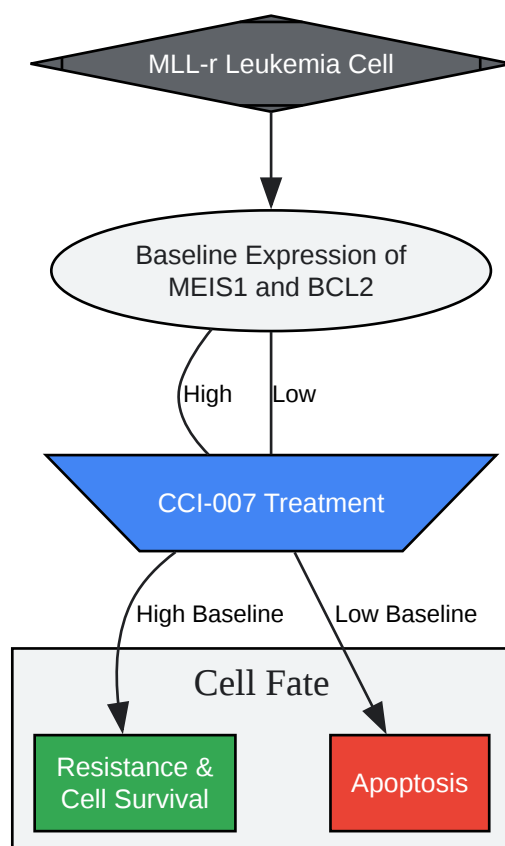 MLL-r Leukemia Cell
Baseline Expression of
MEIS1 and BCL2
High
Low
CCI-007 Treatment
High Baseline
Low Baseline
Cell Fate
Resistance &
Cell Survival
Apoptosis